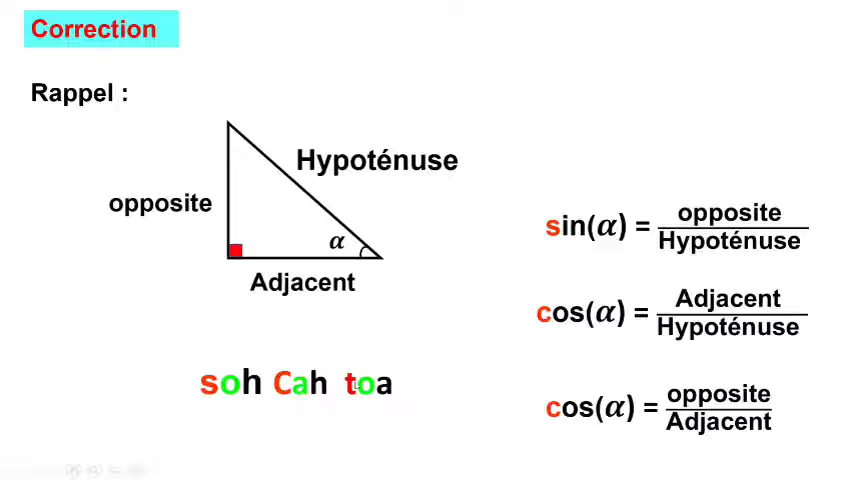 Correction
Rappel :
Hypoténuse
opposite
α
Adjacent
soh Cah toa
sin(α) = opposite / Hypoténuse
cos(α) = Adjacent / Hypoténuse
cos(α) = opposite / Adjacent